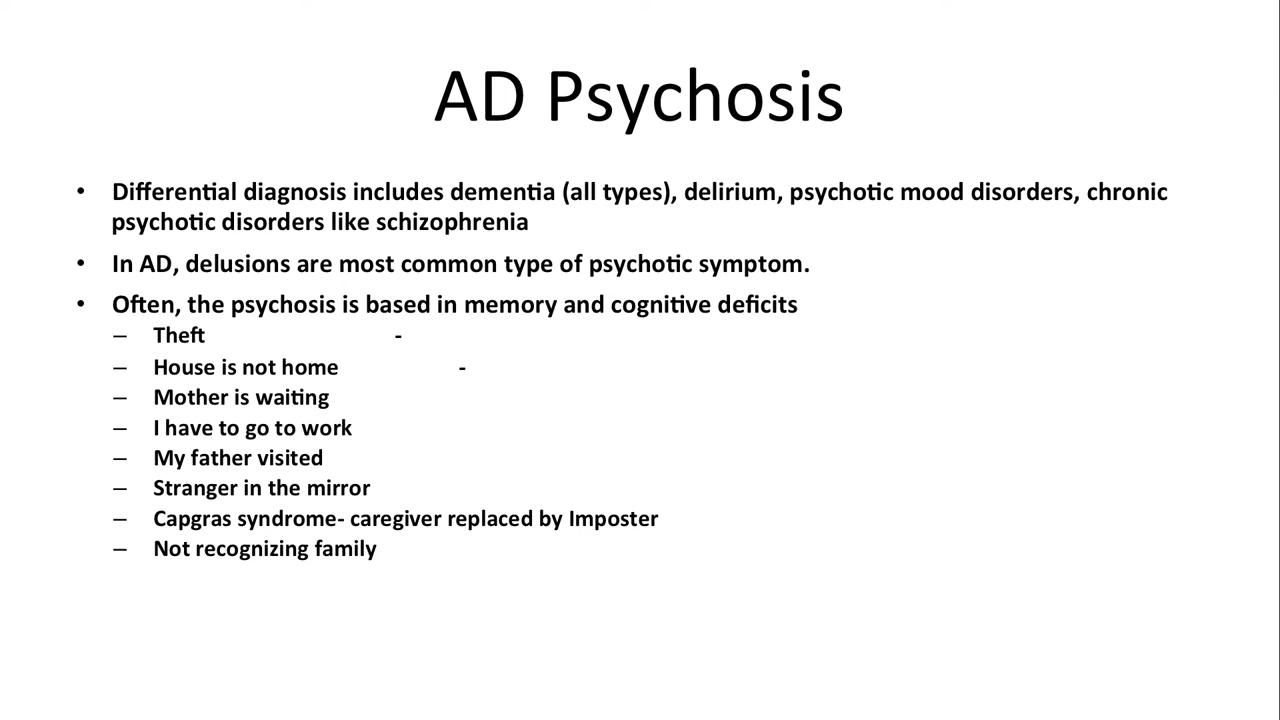 AD Psychosis
• Differential diagnosis includes dementia (all types), delirium, psychotic mood disorders, chronic
psychotic disorders like schizophrenia
• In AD, delusions are most common type of psychotic symptom.
• Often, the psychosis is based in memory and cognitive deficits
– Theft -
– House is not home -
– Mother is waiting
– I have to go to work
– My father visited
– Stranger in the mirror
– Capgras syndrome- caregiver replaced by Imposter
– Not recognizing family